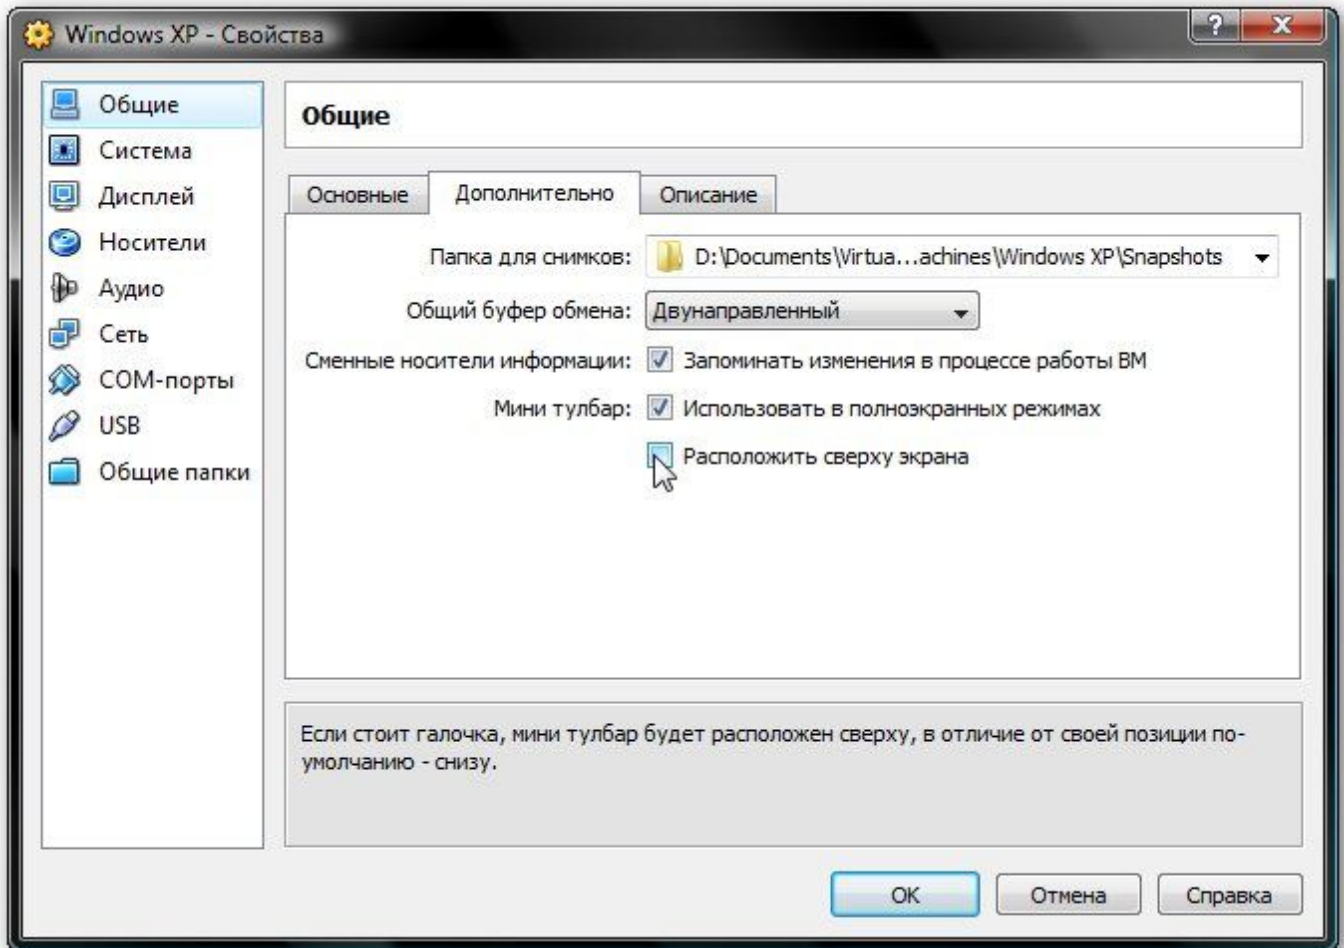 Windows XP - Свойства
Общие
Система
Дисплей
Носители
Аудио
Сеть
COM-порты
USB
Общие папки
Общие
Основные Дополнительно Описание
Папка для снимков: D:\Documents\Virtua...achines\Windows XP\Snapshots
Общий буфер обмена: Двунаправленный
Сменные носители информации: Запоминать изменения в процессе работы ВМ
Мини тулбар: Использовать в полноэкранных режимах
Расположить сверху экрана
Если стоит галочка, мини тулбар будет расположен сверху, в отличие от своей позиции по-
умолчанию - снизу.
OK Отмена Справка